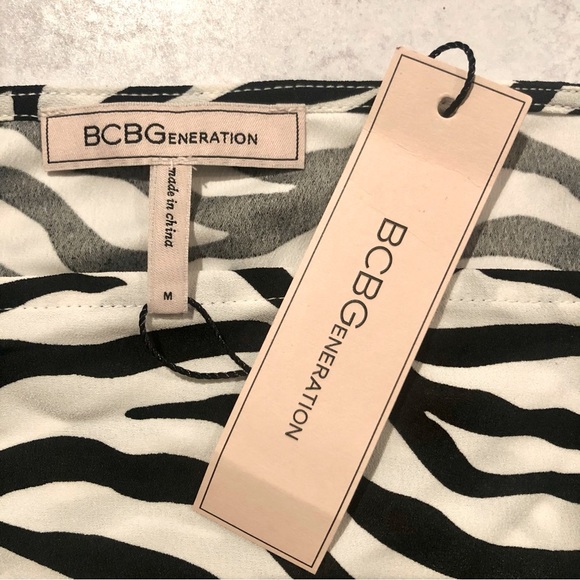 BCBGENERATION
made in china
M
BCBGENERATION